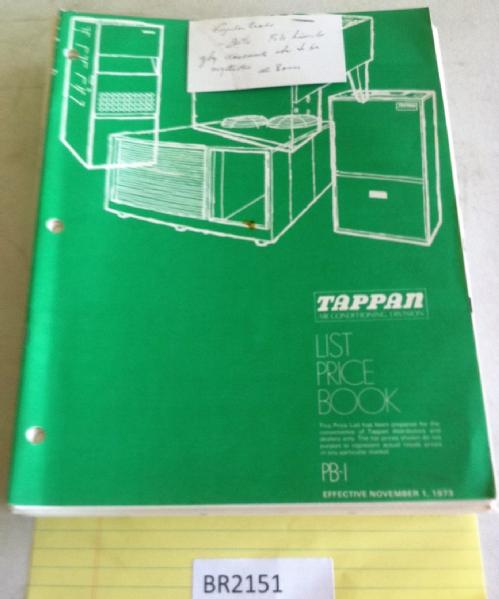 TAPPAN
TAPPAN
AIR CONDITIONING DIVISION
LIST
PRICE
BOOK
This Price List has been prepared for the
convenience of Tappan distributors and
dealers only. The list prices shown do not
purport to represent actual resale prices
in any particular market.
PB-1
EFFECTIVE NOVEMBER 1, 1973
BR2151